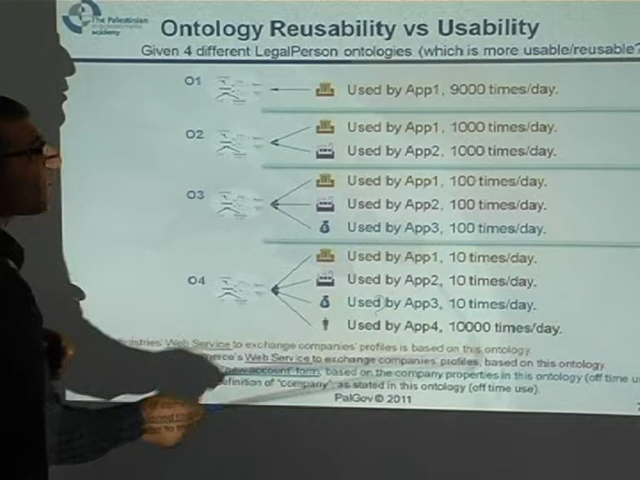 The Palestinian
academy
Ontology Reusability vs Usability
Given 4 different LegalPerson ontologies (which is more usable/reusable?
O1
Used by App1, 9000 times/day.
O2
Used by App1, 1000 times/day.
Used by App2, 1000 times/day.
O3
Used by App1, 100 times/day.
Used by App2, 100 times/day.
Used by App3, 100 times/day.
O4
Used by App1, 10 times/day.
Used by App2, 10 times/day.
Used by App3, 10 times/day.
Used by App4, 10000 times/day.
Web Service to exchange companies' profiles is based on this ontology.
Web Service to exchange companies' profiles, based on this ontology.
"new account" form, based on the company properties in this ontology (off time
definition of "company", as stated in this ontology (off time use).
PalGov © 2011